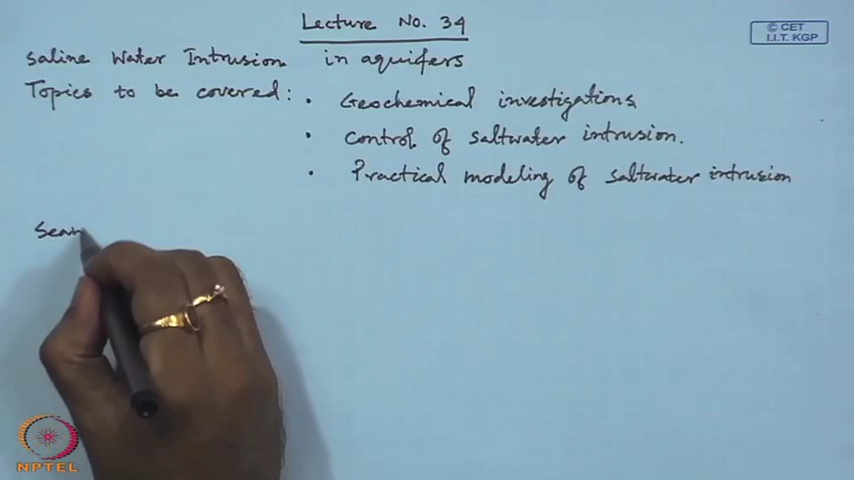 Lecture No. 34
© CET
I.I.T. KGP
Saline Water Intrusion in aquifers
Topics to be covered: • Geochemical investigations
• control of saltwater intrusion.
• Practical modeling of saltwater intrusion
NPTEL